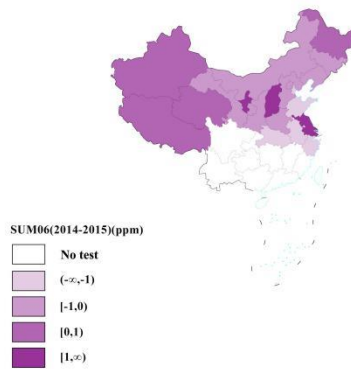 SUM06(2014-2015)(ppm)
No test
(-∞,-1)
[-1,0)
[0,1)
[1,∞)